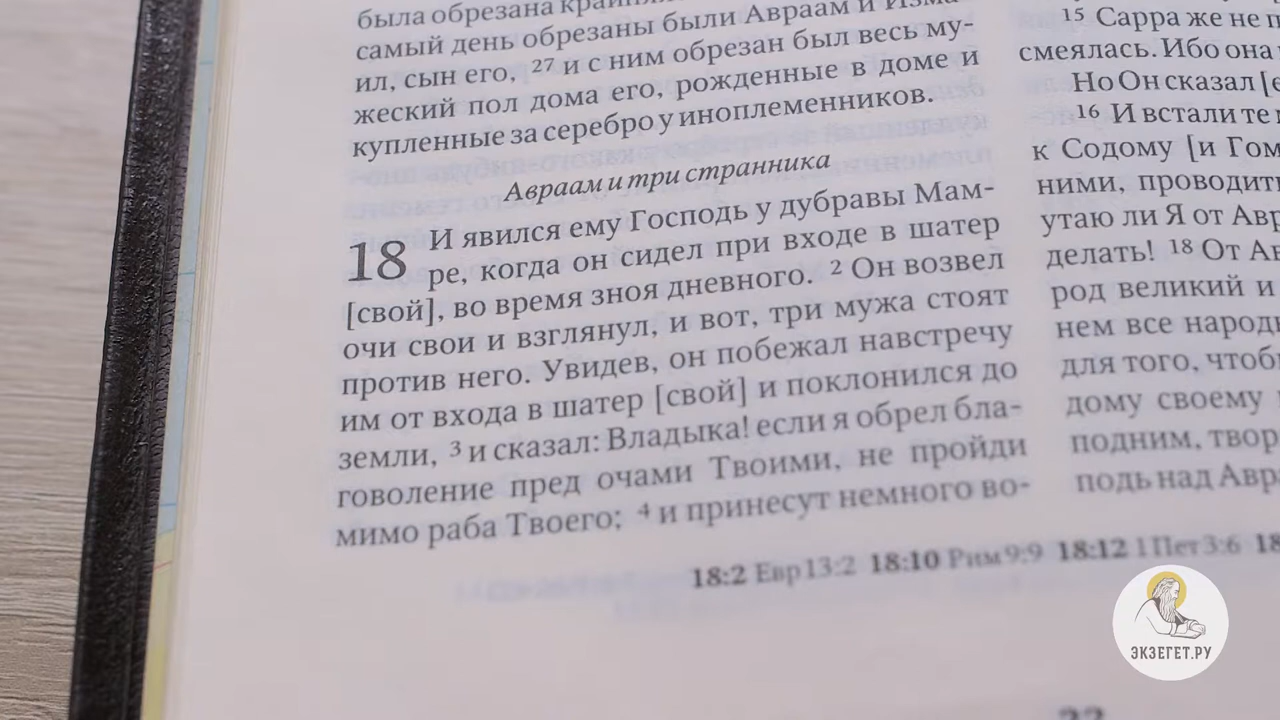 была обрезана
самый день обрезаны были Авраам и Изма-
ил, сын его, 27 и с ним обрезан был весь му-
жеский пол дома его, рожденные в доме и
купленные за серебро у иноплеменников.
Авраам и три странника
18 И явился ему Господь у дубравы Мам-
ре, когда он сидел при входе в шатер
[свой], во время зноя дневного. 2 Он возвел
очи свои и взглянул, и вот, три мужа стоят
против него. Увидев, он побежал навстречу
им от входа в шатер [свой] и поклонился до
земли, 3 и сказал: Владыка! если я обрел бла-
говоление пред очами Твоими, не пройди
мимо раба Твоего; 4 и принесут немного во-
18:2 Евр 13:2 18:10 Рим 9:9 18:12 1 Пет 3:6 18
15 Сарра же не п
смеялась. Ибо она
Но Он сказал [е
16 И встали те
к Содому [и Гом
ними, проводить
утаю ли Я от Авр
делать! 18 От Ав
род великий и
нем все народ
для того, чтобы
дому своему
подним, твор
подь над Авр
22
ЭКЗЕГЕТ.РУ